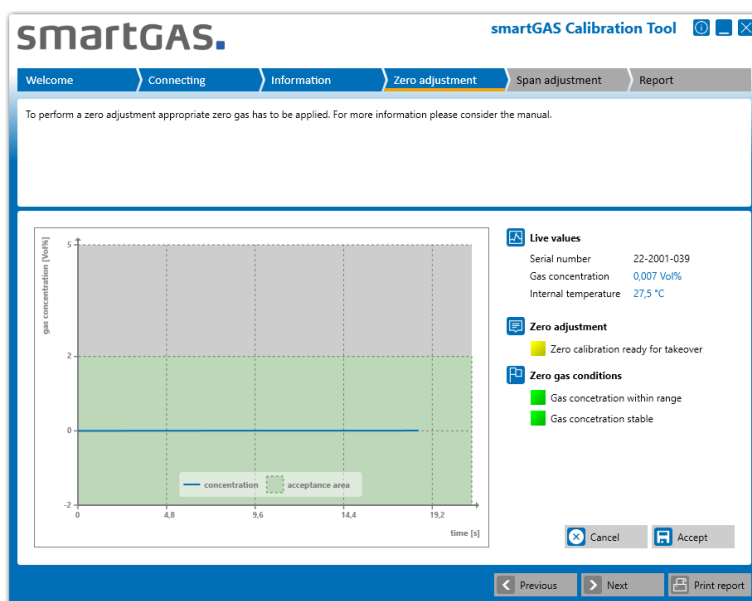 smartGAS
smartGAS Calibration Tool
Welcome
Connecting
Information
Zero adjustment
Span adjustment
Report
To perform a zero adjustment appropriate zero gas has to be applied. For more information please consider the manual.
gas concentration [Vol%]
5
2
0
-2
0
4,8
9,6
14,4
19,2
time [s]
concentration
acceptance area
Live values
Serial number 22-2001-039
Gas concentration 0,007 Vol%
Internal temperature 27,5 °C
Zero adjustment
Zero calibration ready for takeover
Zero gas conditions
Gas concetration within range
Gas concetration stable
Cancel
Accept
Previous
Next
Print report